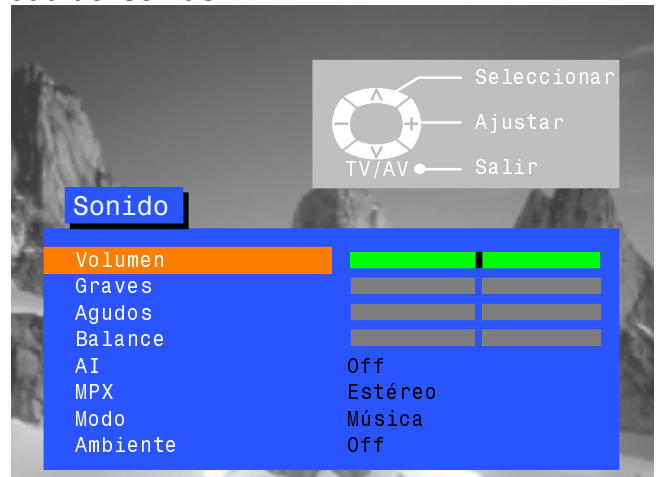 Seleccionar
Ajustar
TV/AV Salir
Sonido
Volumen
Graves
Agudos
Balance
AI Off
MPX Estéreo
Modo Música
Ambiente Off